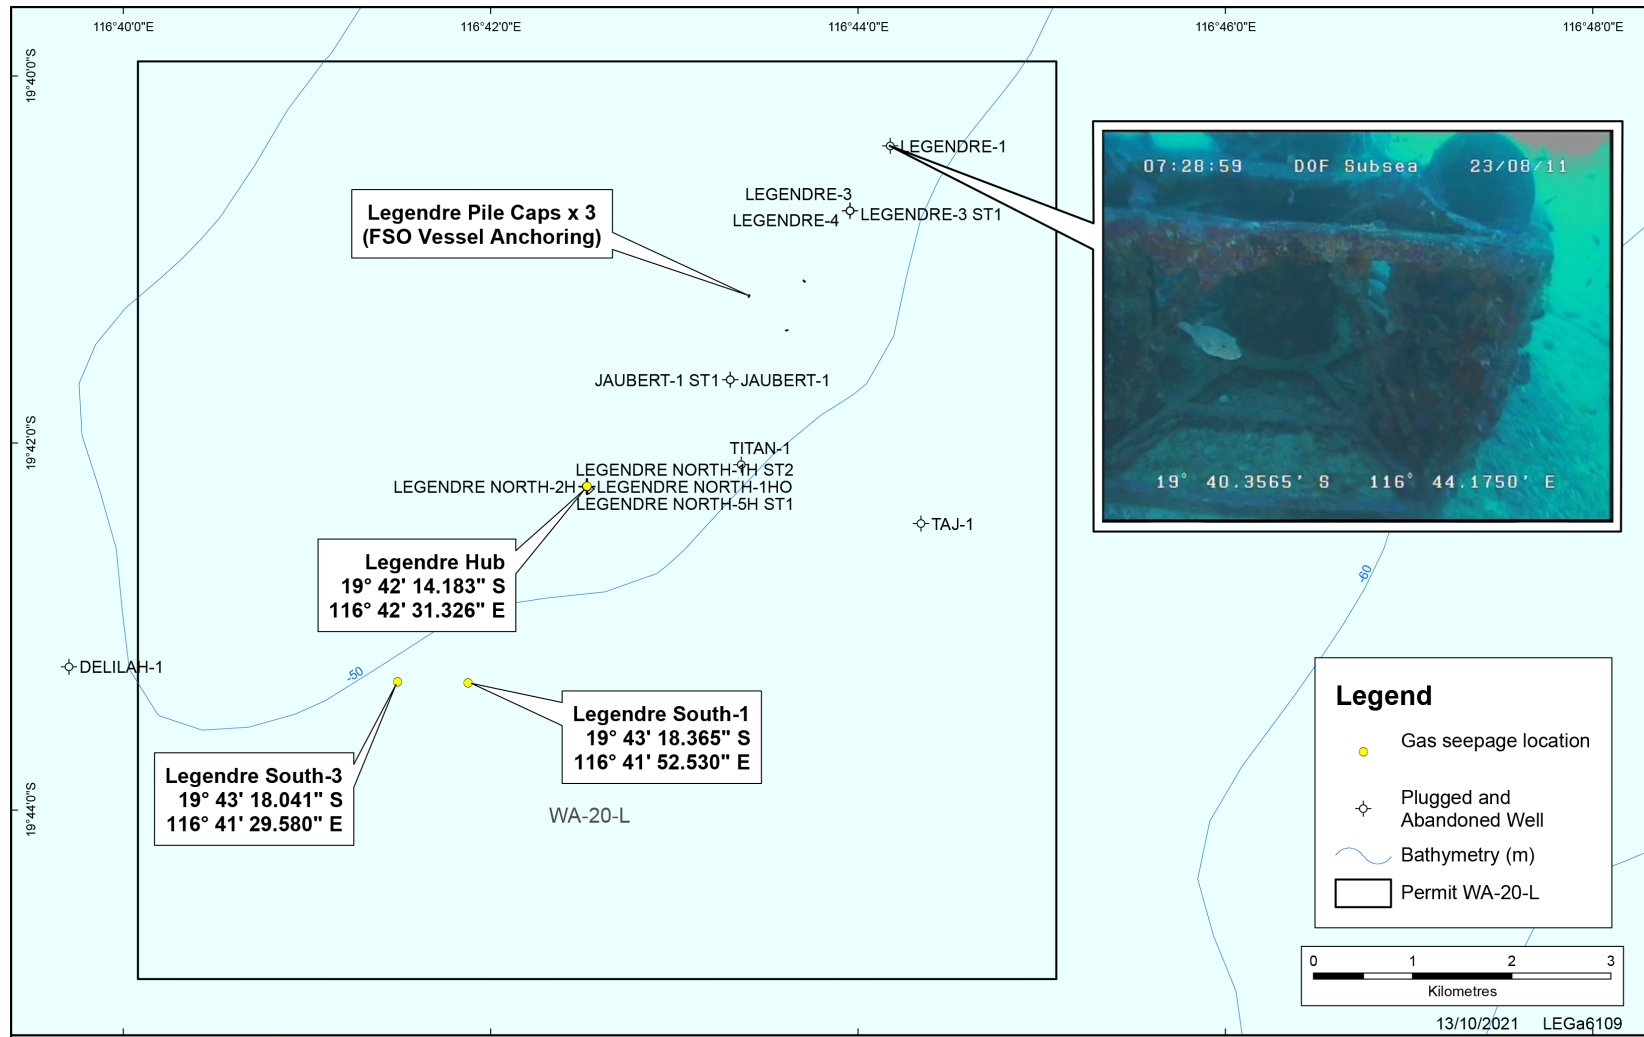 116°40'0"E
116°42'0"E
116°44'0"E
116°46'0"E
116°48'0"E
19°40'0"S
19°42'0"S
19°44'0"S
LEGENDRE-1
LEGENDRE-3
LEGENDRE-4
LEGENDRE-3 ST1
Legendre Pile Caps x 3
(FSO Vessel Anchoring)
07:28:59 DOF Subsea 23/08/11
19° 40.3565' S 116° 44.1750' E
JAUBERT-1 ST1
JAUBERT-1
TITAN-1
LEGENDRE NORTH-1H ST2
LEGENDRE NORTH-2H
LEGENDRE NORTH-1HO
LEGENDRE NORTH-5H ST1
TAJ-1
Legendre Hub
19° 42' 14.183" S
116° 42' 31.326" E
-60
DELILAH-1
-50
Legendre South-1
19° 43' 18.365" S
116° 41' 52.530" E
Legendre South-3
19° 43' 18.041" S
116° 41' 29.580" E
WA-20-L
Legend
Gas seepage location
Plugged and
Abandoned Well
Bathymetry (m)
Permit WA-20-L
0 1 2 3
Kilometres
13/10/2021 LEGa6109